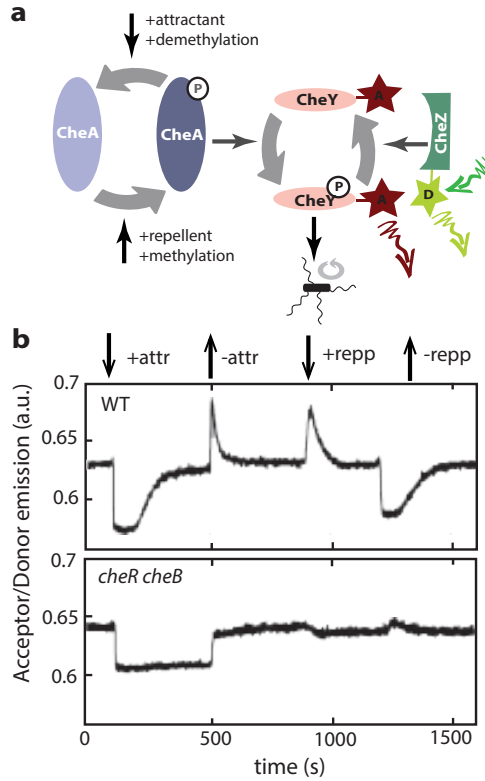 a
+attractant
+demethylation
P
CheA
CheA
CheY
A
CheZ
P
CheY
A
D
+repellent
+methylation
b
+attr
-attr
+repp
-repp
0.7
WT
0.65
0.6
0.7
cheR cheB
0.65
0.6
Acceptor/Donor emission (a.u.)
0
500
1000
1500
time (s)